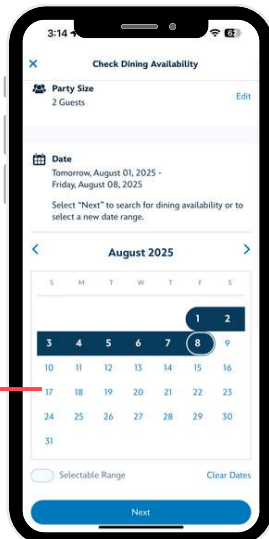 3:14
Check Dining Availability
Party Size
2 Guests
Edit
Date
Tomorrow, August 01, 2025 -
Friday, August 08, 2025
Select "Next" to search for dining availability or to
select a new date range.
August 2025
S M T W T F S
1 2
3 4 5 6 7 8 9
10 11 12 13 14 15 16
17 18 19 20 21 22 23
24 25 26 27 28 29 30
31
Selectable Range
Clear Dates
Next